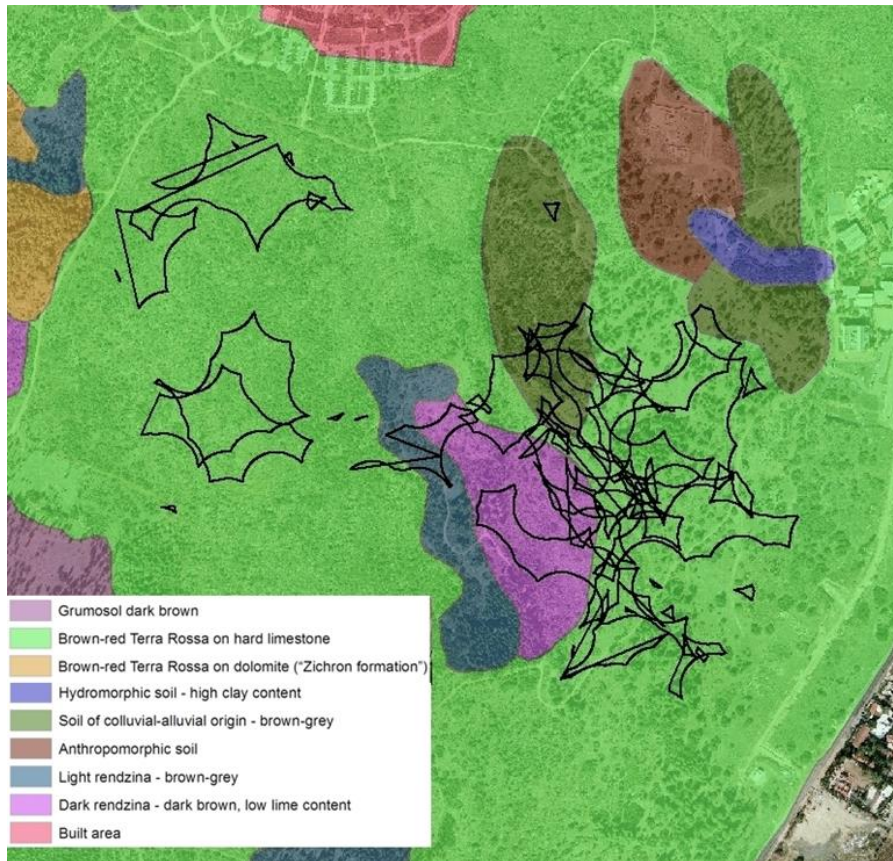 Grumosol dark brown
Brown-red Terra Rossa on hard limestone
Brown-red Terra Rossa on dolomite (“Zichron formation”)
Hydromorphic soil - high clay content
Soil of colluvial-alluvial origin - brown-grey
Anthropomorphic soil
Light rendzina - brown-grey
Dark rendzina - dark brown, low lime content
Built area